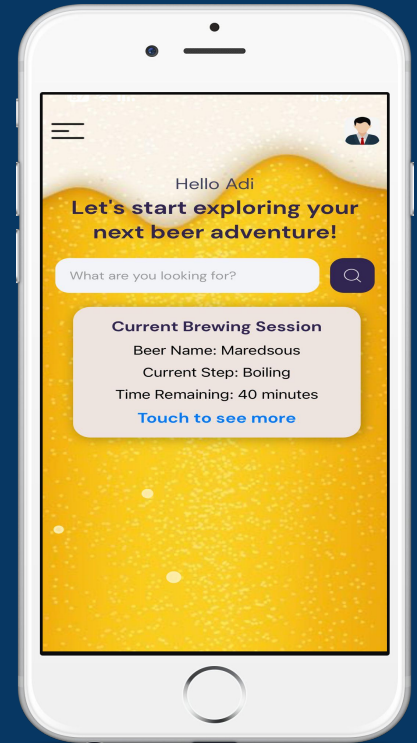 Hello Adi
Let's start exploring your
next beer adventure!
What are you looking for?
Current Brewing Session
Beer Name: Maredsous
Current Step: Boiling
Time Remaining: 40 minutes
Touch to see more